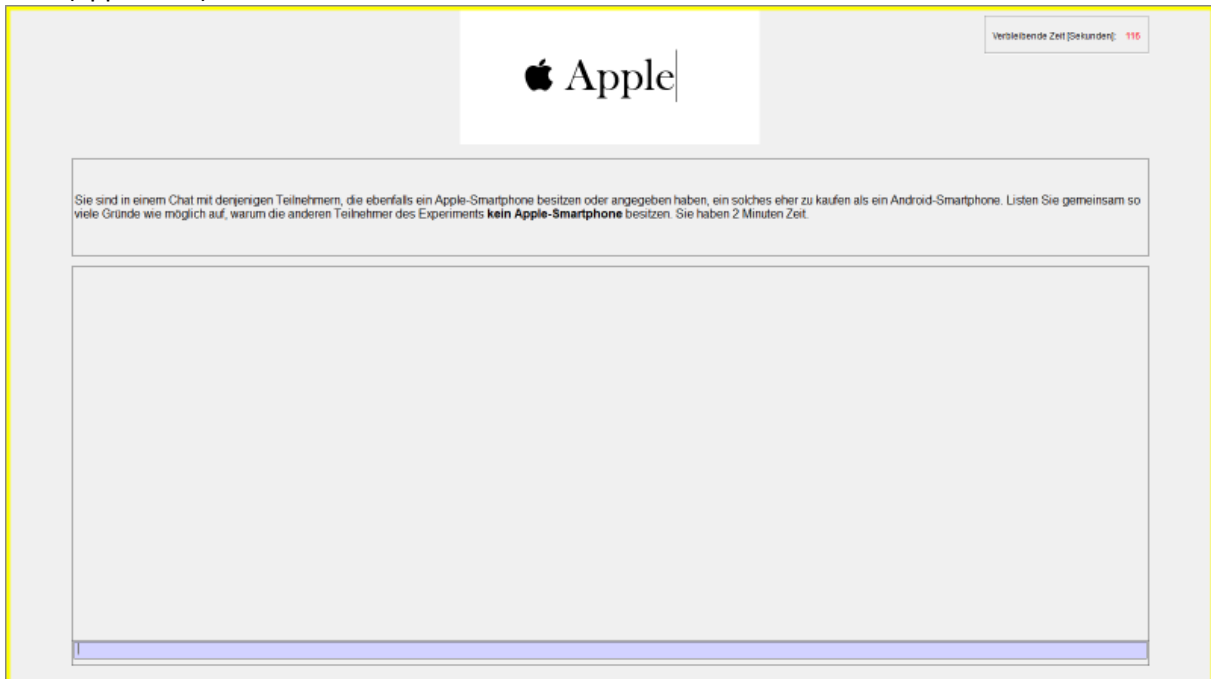 Verbleibende Zeit [Sekunden]: 115
Apple
Sie sind in einem Chat mit denjenigen Teilnehmern, die ebenfalls ein Apple-Smartphone besitzen oder angegeben haben, ein solches eher zu kaufen als ein Android-Smartphone. Listen Sie gemeinsam so
viele Gründe wie möglich auf, warum die anderen Teilnehmer des Experiments kein Apple-Smartphone besitzen. Sie haben 2 Minuten Zeit.